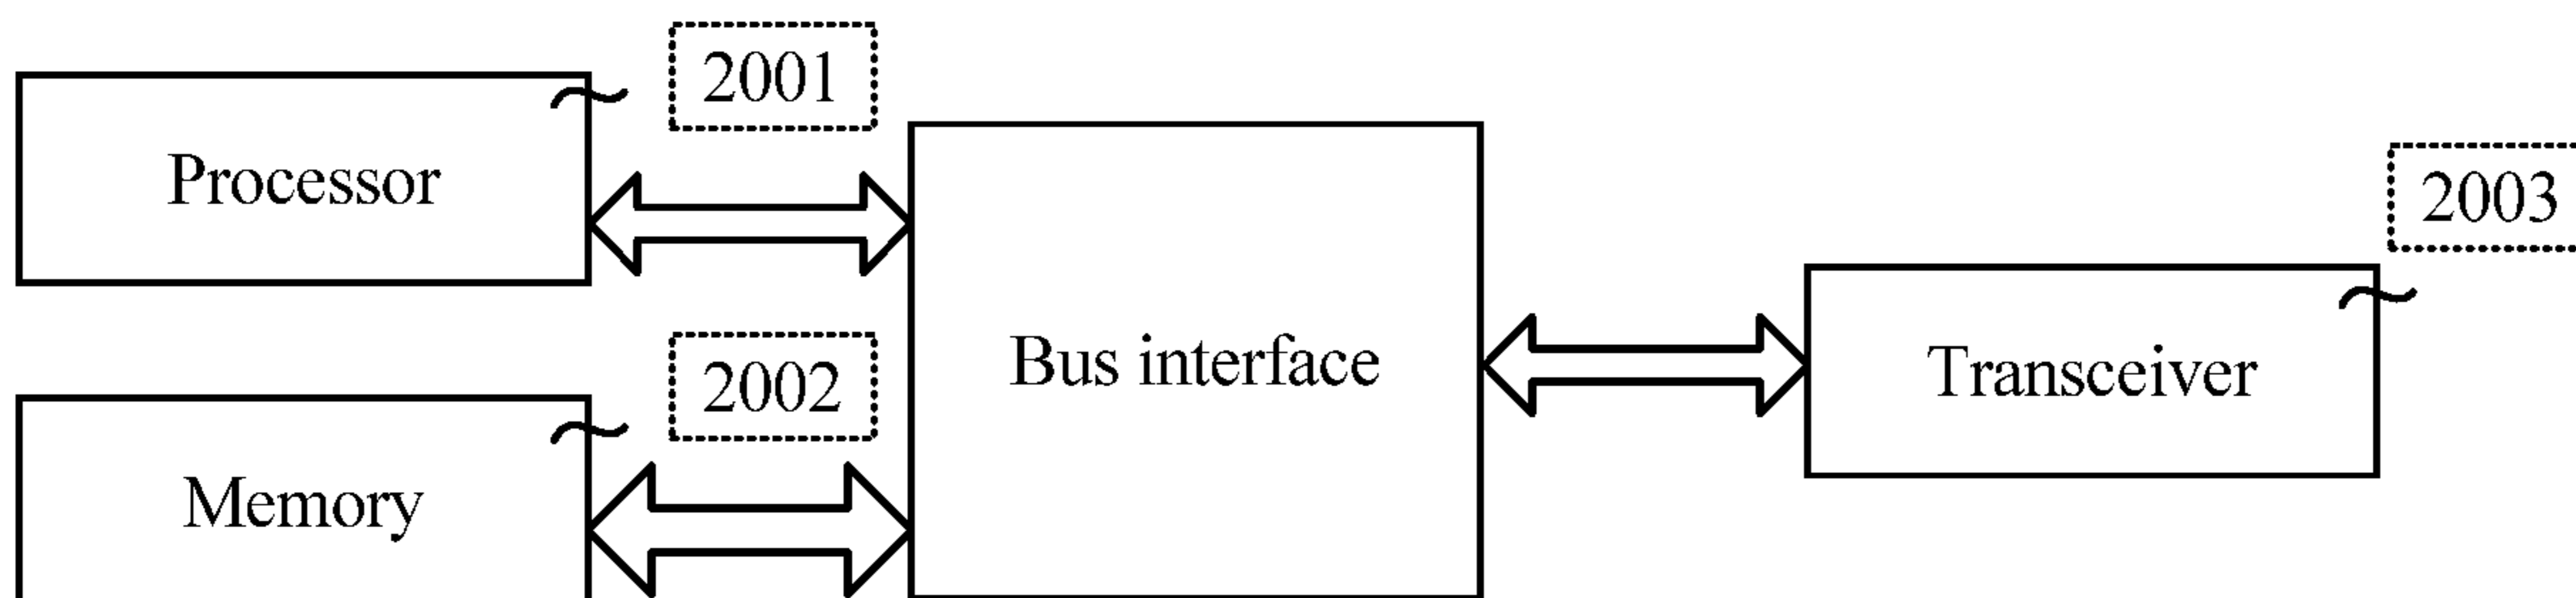 2001
Processor
2003
Bus interface
Transceiver
2002
Memory